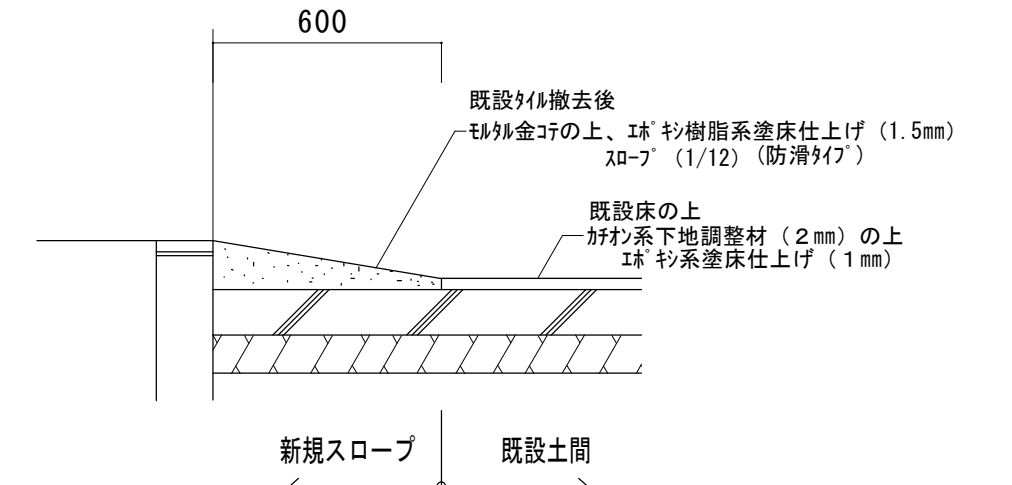 600
既設ﾀｲﾙ撤去後
ﾓﾙﾀﾙ金ｺﾃの上、ｴﾎﾟｷｼ樹脂系塗床仕上げ（1.5mm）
ｽﾛｰﾌﾟ（1/12）（防滑ﾀｲﾌﾟ）
既設床の上
ｶﾁｵﾝ系下地調整材（２㎜）の上
ｴﾎﾟｷｼ系塗床仕上げ（１㎜）
新規スロープ
既設土間